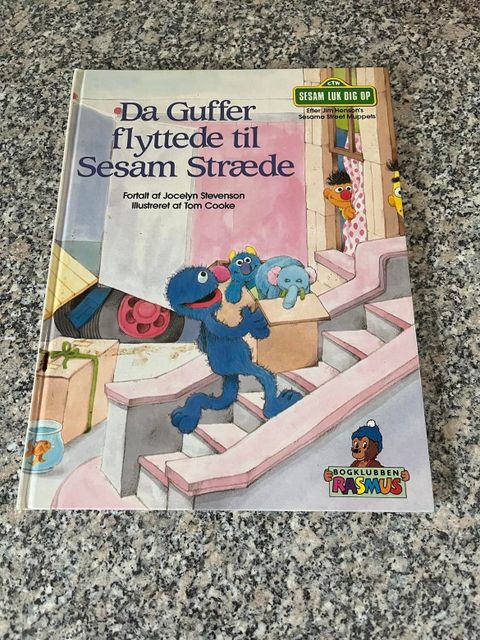 CTW
SESAM LUK DIG OP
Efter Jim Henson's
Sesame Street Muppets
Da Guffer
flyttede til
Sesam Stræde
Fortalt af Jocelyn Stevenson
Illustreret af Tom Cooke
BOGKLUBBEN
RASMUS